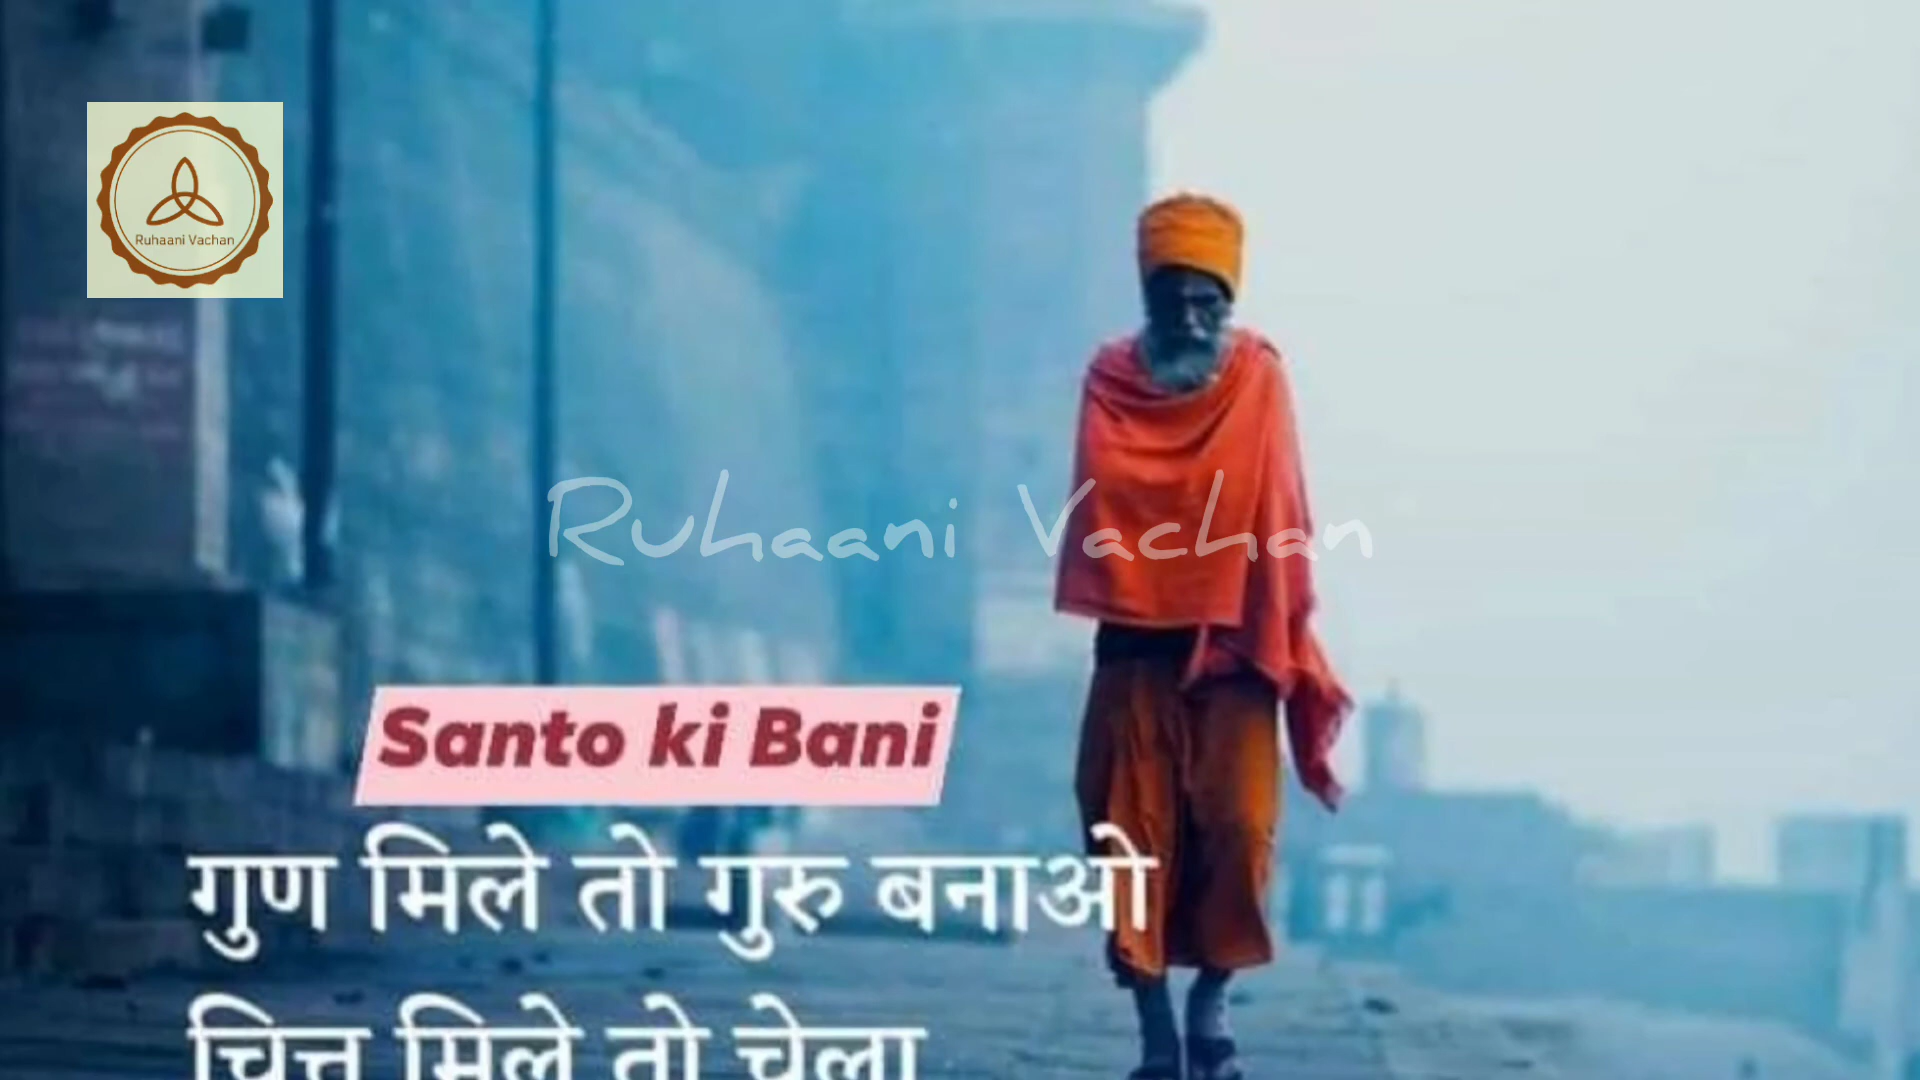 Ruhaani Vachan
Ruhaani Vachan
Santo ki Bani
गुण मिले तो गुरु बनाओ
चित्त मिले तो चेला